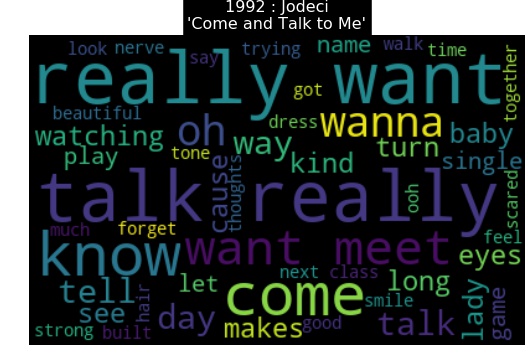 1992 : Jodeci
'Come and Talk to Me'
look nerve trying name walk time
say
really want
got together
beautiful dress
watching oh way wanna baby
play tone kind turn single
Cause thoughts
talk really
ooh scared
much forget
know want meet
feel
eyes
next class
tell let hair come smile long lady game
see day
strong built makes good talk